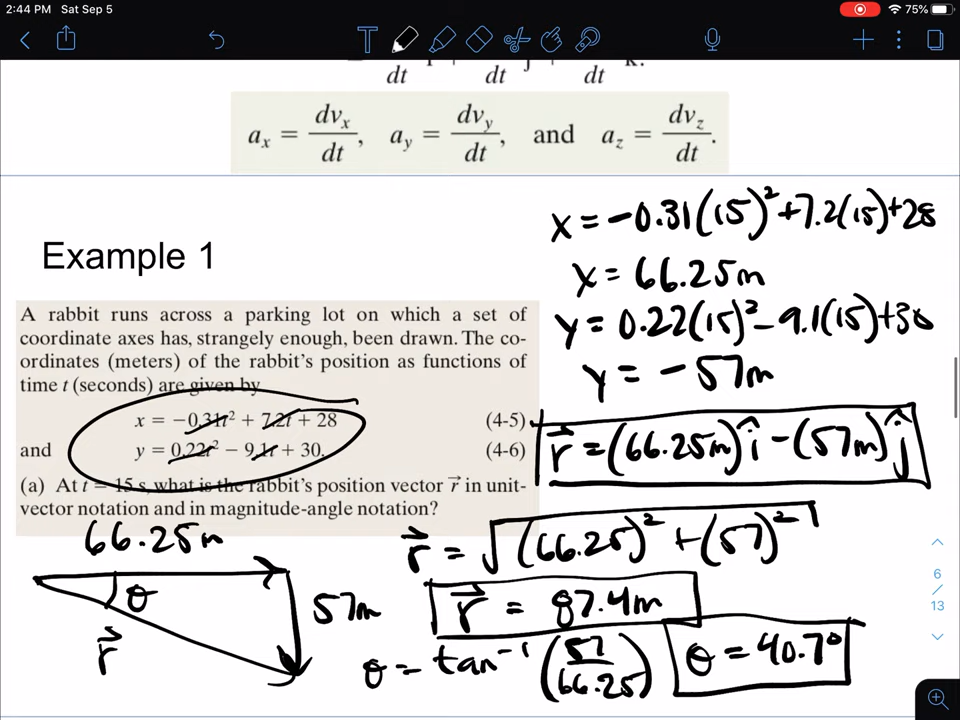 2:44 PM Sat Sep 5
75%
T
dt dt dt
a_x = dv_x/dt, a_y = dv_y/dt, and a_z = dv_z/dt.
Example 1
A rabbit runs across a parking lot on which a set of
coordinate axes has, strangely enough, been drawn. The co-
ordinates (meters) of the rabbit's position as functions of
time t (seconds) are given by
x = −0.31t² + 7.2t + 28 (4-5)
and y = 0.22t² − 9.1t + 30. (4-6)
(a) At t = 15 s, what is the rabbit's position vector r⃗ in unit-
vector notation and in magnitude-angle notation?
x = −0.31(15)² + 7.2(15) + 28
x = 66.25m
y = 0.22(15)² − 9.1(15) + 30
y = −57m
r⃗ = (66.25m)î − (57m)ĵ
66.25m
θ
57m
r⃗
r⃗ = √(66.25)² + (57)²
r⃗ = 87.4m
θ = tan⁻¹(57/66.25)
θ = 40.7°
6
/
13